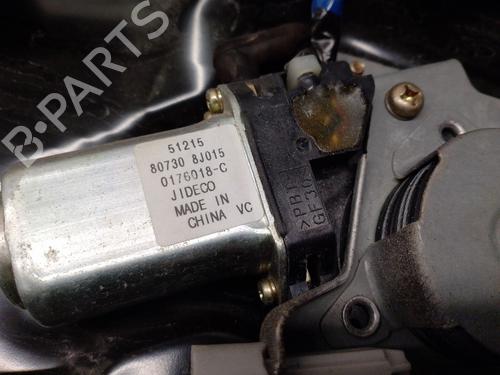 B-PARTS
51215
80730 8J015
0176018-C
JIDECO
MADE IN
CHINA VC
>PBT
GF30<